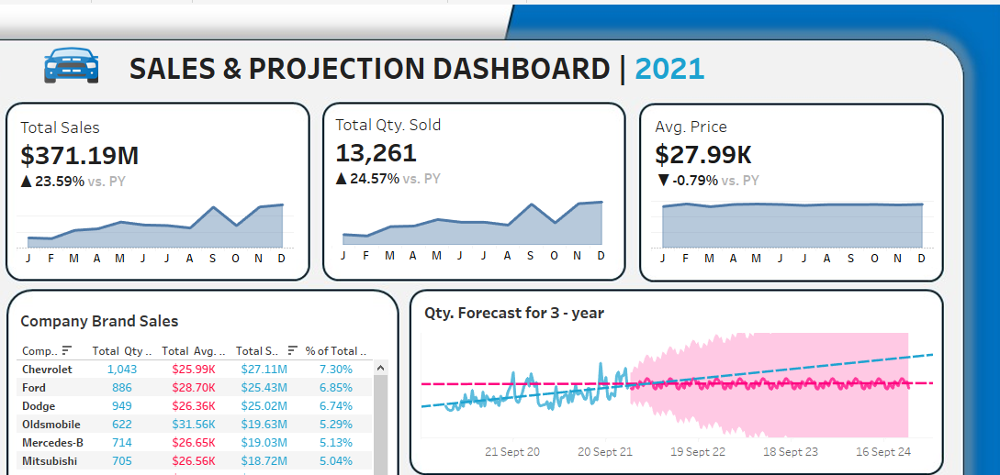 SALES & PROJECTION DASHBOARD | 2021
Total Sales
$371.19M
▲ 23.59% vs. PY
J F M A M J J A S O N D
Total Qty. Sold
13,261
▲ 24.57% vs. PY
J F M A M J J A S O N D
Avg. Price
$27.99K
▼ -0.79% vs. PY
J F M A M J J A S O N D
Company Brand Sales
Comp.. Total Qty .. Total Avg. .. Total S.. % of Total ..
Chevrolet 1,043 $25.99K $27.11M 7.30%
Ford 886 $28.70K $25.43M 6.85%
Dodge 949 $26.36K $25.02M 6.74%
Oldsmobile 622 $31.56K $19.63M 5.29%
Mercedes-B 714 $26.65K $19.03M 5.13%
Mitsubishi 705 $26.56K $18.72M 5.04%
Qty. Forecast for 3 - year
21 Sept 20 20 Sept 21 19 Sept 22 18 Sept 23 16 Sept 24